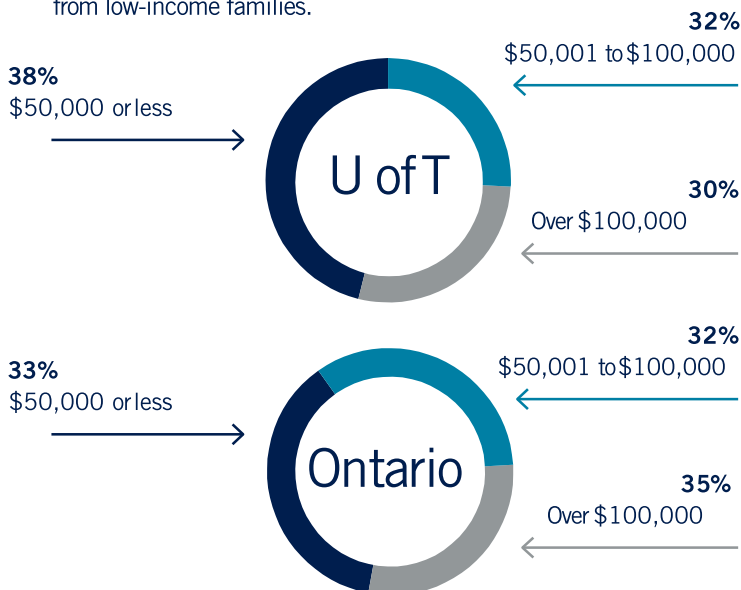 from low-income families.
38%
$50,000 or less
32%
$50,001 to $100,000
U of T
30%
Over $100,000
33%
$50,000 or less
32%
$50,001 to $100,000
Ontario
35%
Over $100,000